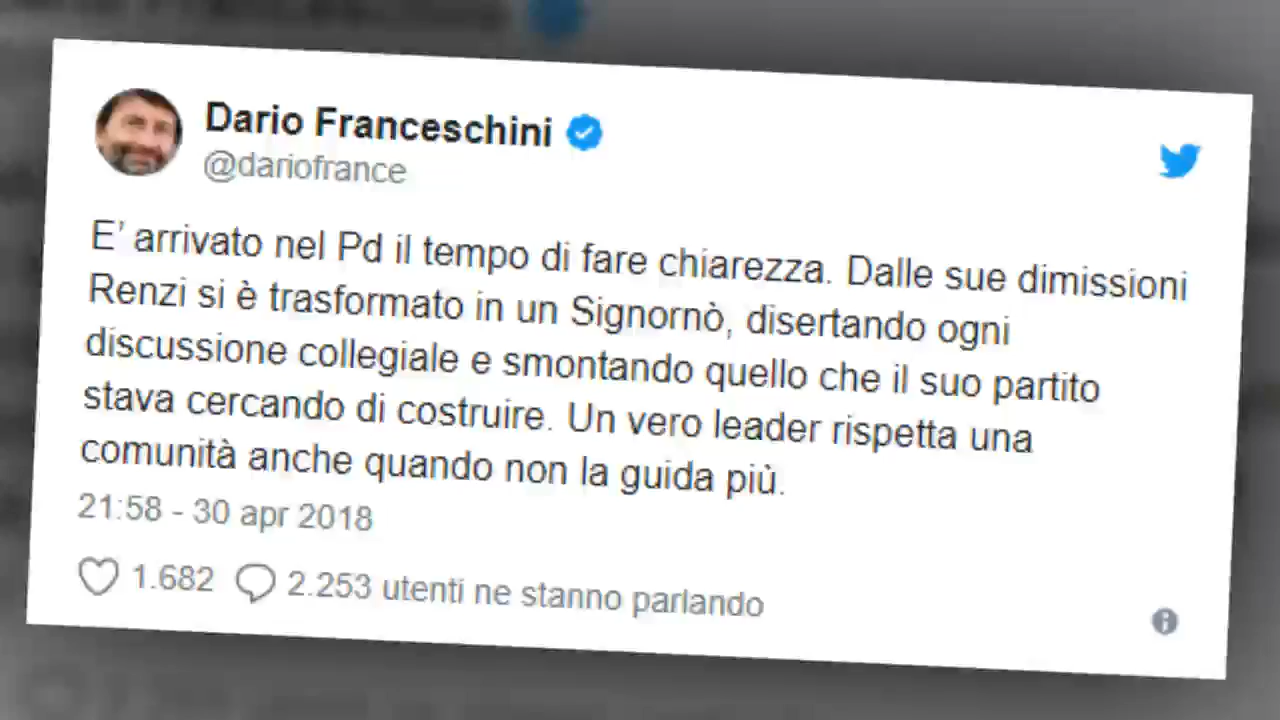 Dario Franceschini
@dariofrance
E' arrivato nel Pd il tempo di fare chiarezza. Dalle sue dimissioni
Renzi si è trasformato in un Signornò, disertando ogni
discussione collegiale e smontando quello che il suo partito
stava cercando di costruire. Un vero leader rispetta una
comunità anche quando non la guida più.
21:58 - 30 apr 2018
1.682 2.253 utenti ne stanno parlando